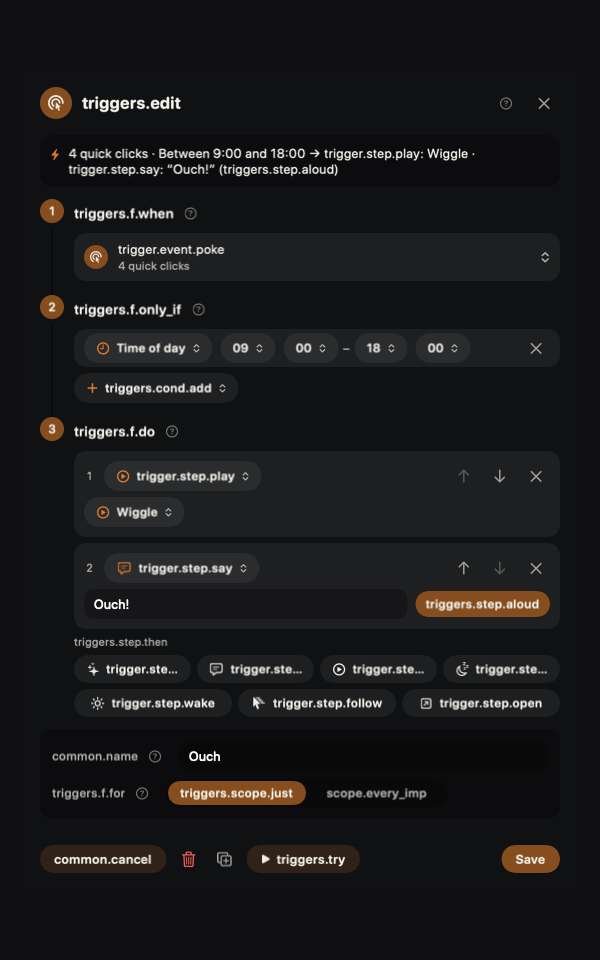 triggers.edit
4 quick clicks · Between 9:00 and 18:00 → trigger.step.play: Wiggle ·
trigger.step.say: “Ouch!” (triggers.step.aloud)
1 triggers.f.when
trigger.event.poke
4 quick clicks
2 triggers.f.only_if
Time of day 09 00 – 18 00
triggers.cond.add
3 triggers.f.do
1 trigger.step.play
Wiggle
2 trigger.step.say
Ouch! triggers.step.aloud
triggers.step.then
trigger.ste... trigger.ste... trigger.ste... trigger.ste...
trigger.step.wake trigger.step.follow trigger.step.open
common.name Ouch
triggers.f.for triggers.scope.just scope.every_imp
common.cancel triggers.try Save